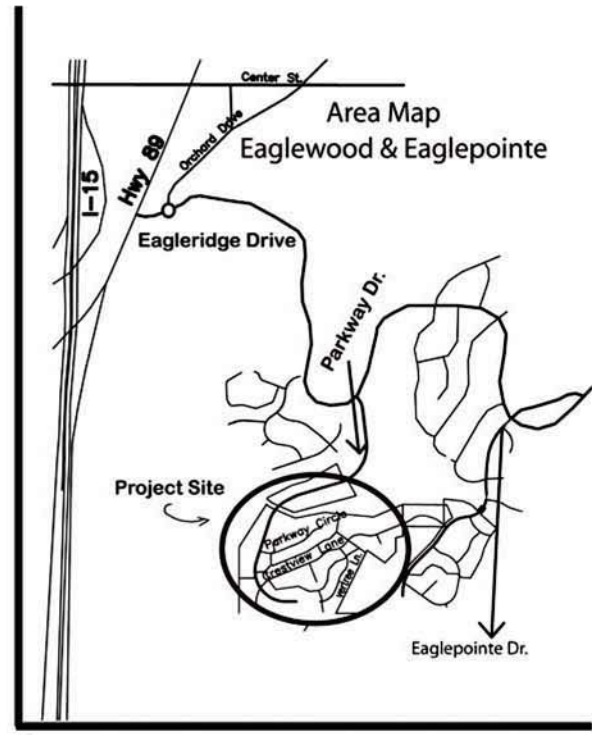 Center St.
Area Map
Eaglewood & Eaglepointe
Orchard Drive
Hwy 89
I-15
Eagleridge Drive
Parkway Dr.
Project Site
Parkway Circle
Crestview Lane
vertree Ln.
Eaglepointe Dr.